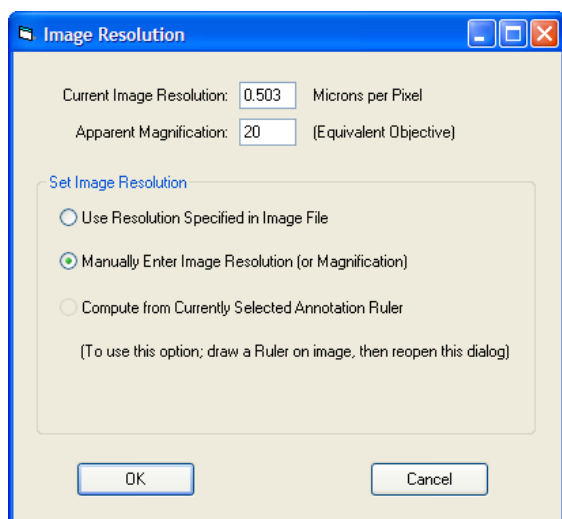 Image Resolution
Current Image Resolution: 0.503 Microns per Pixel
Apparent Magnification: 20 (Equivalent Objective)
Set Image Resolution
Use Resolution Specified in Image File
Manually Enter Image Resolution (or Magnification)
Compute from Currently Selected Annotation Ruler
(To use this option; draw a Ruler on image, then reopen this dialog)
OK Cancel